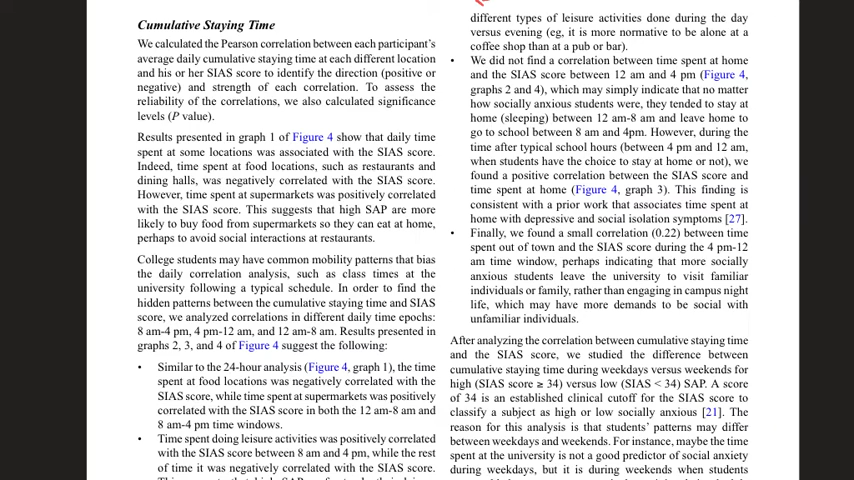 Cumulative Staying Time
We calculated the Pearson correlation between each participant's
average daily cumulative staying time at each different location
and his or her SIAS score to identify the direction (positive or
negative) and strength of each correlation. To assess the
reliability of the correlations, we also calculated significance
levels (P value).
Results presented in graph 1 of Figure 4 show that daily time
spent at some locations was associated with the SIAS score.
Indeed, time spent at food locations, such as restaurants and
dining halls, was negatively correlated with the SIAS score.
However, time spent at supermarkets was positively correlated
with the SIAS score. This suggests that high SAP are more
likely to buy food from supermarkets so they can eat at home,
perhaps to avoid social interactions at restaurants.
College students may have common mobility patterns that bias
the daily correlation analysis, such as class times at the
university following a typical schedule. In order to find the
hidden patterns between the cumulative staying time and SIAS
score, we analyzed correlations in different daily time epochs:
8 am-4 pm, 4 pm-12 am, and 12 am-8 am. Results presented in
graphs 2, 3, and 4 of Figure 4 suggest the following:
• Similar to the 24-hour analysis (Figure 4, graph 1), the time
spent at food locations was negatively correlated with the
SIAS score, while time spent at supermarkets was positively
correlated with the SIAS score in both the 12 am-8 am and
8 am-4 pm time windows.
• Time spent doing leisure activities was positively correlated
with the SIAS score between 8 am and 4 pm, while the rest
of time it was negatively correlated with the SIAS score.
different types of leisure activities done during the day
versus evening (eg, it is more normative to be alone at a
coffee shop than at a pub or bar).
• We did not find a correlation between time spent at home
and the SIAS score between 12 am and 4 pm (Figure 4,
graphs 2 and 4), which may simply indicate that no matter
how socially anxious students were, they tended to stay at
home (sleeping) between 12 am-8 am and leave home to
go to school between 8 am and 4pm. However, during the
time after typical school hours (between 4 pm and 12 am,
when students have the choice to stay at home or not), we
found a positive correlation between the SIAS score and
time spent at home (Figure 4, graph 3). This finding is
consistent with a prior work that associates time spent at
home with depressive and social isolation symptoms [27].
• Finally, we found a small correlation (0.22) between time
spent out of town and the SIAS score during the 4 pm-12
am time window, perhaps indicating that more socially
anxious students leave the university to visit familiar
individuals or family, rather than engaging in campus night
life, which may have more demands to be social with
unfamiliar individuals.
After analyzing the correlation between cumulative staying time
and the SIAS score, we studied the difference between
cumulative staying time during weekdays versus weekends for
high (SIAS score ≥ 34) versus low (SIAS < 34) SAP. A score
of 34 is an established clinical cutoff for the SIAS score to
classify a subject as high or low socially anxious [21]. The
reason for this analysis is that students' patterns may differ
between weekdays and weekends. For instance, maybe the time
spent at the university is not a good predictor of social anxiety
during weekdays, but it is during weekends when students